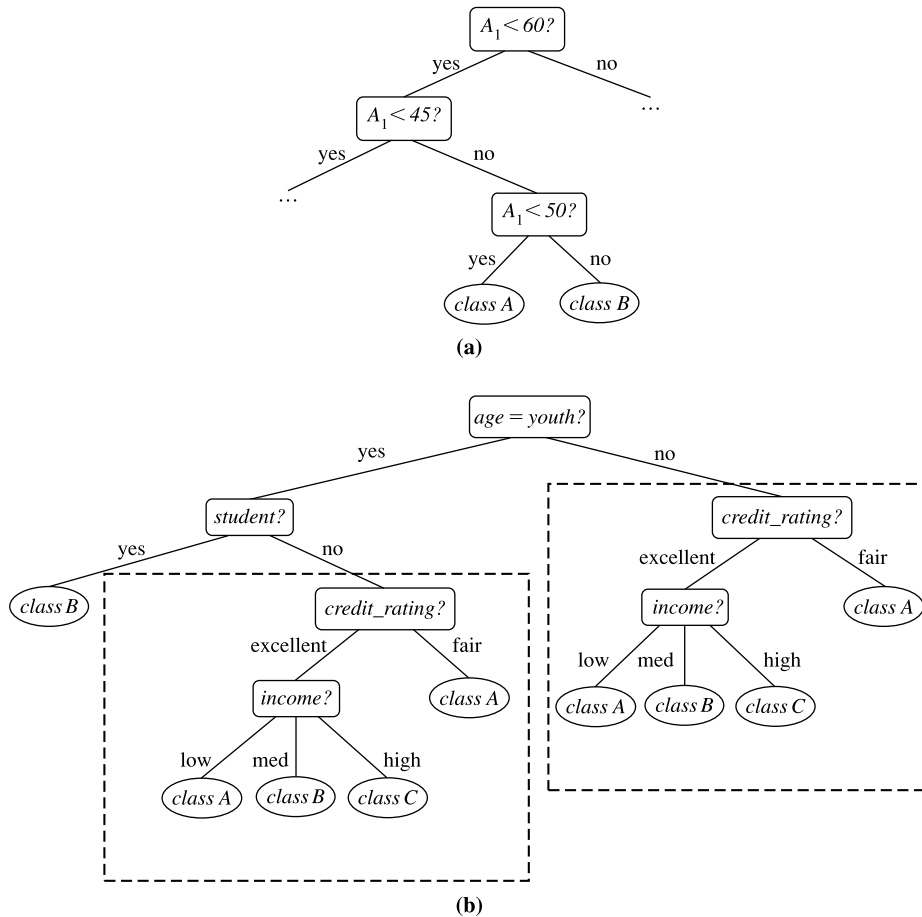 A1 < 60?
yes
no
A1 < 45?
...
yes
no
...
A1 < 50?
yes
no
class A
class B
(a)
age = youth?
yes
no
student?
credit_rating?
yes
no
excellent
fair
class B
credit_rating?
income?
class A
excellent
fair
low
med
high
income?
class A
class A
class B
class C
low
med
high
class A
class B
class C
(b)